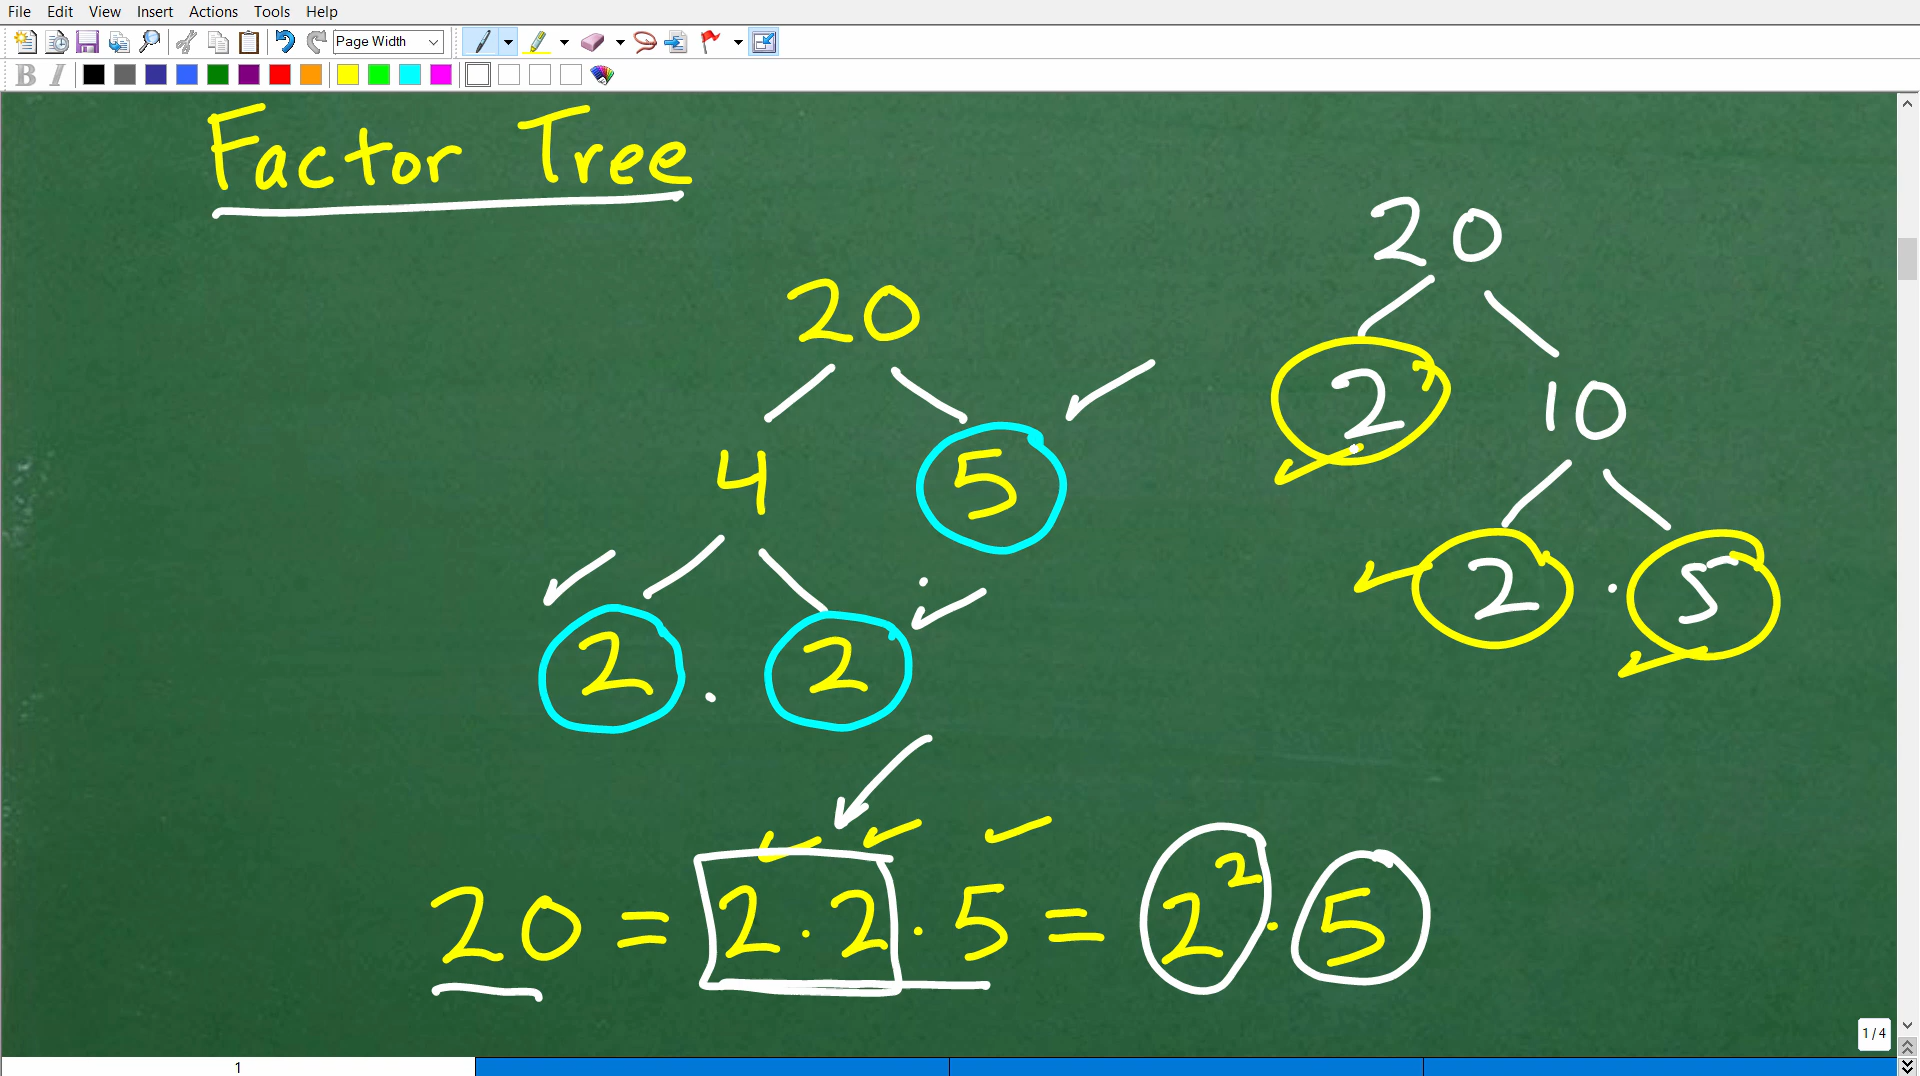 File Edit View Insert Actions Tools Help
Page Width
B I
Factor Tree
20
4 5
2 . 2
20
2 10
2 . 5
20 = 2 · 2 · 5 = 2² · 5
1 / 4
1